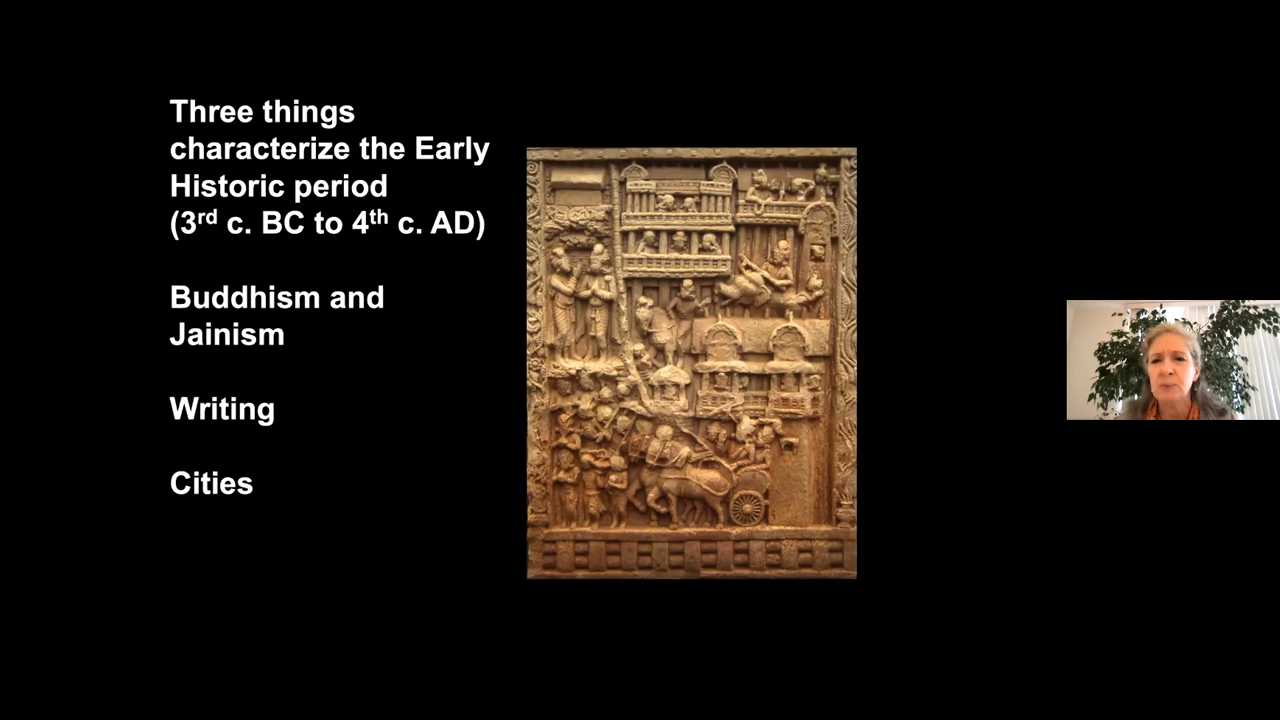 Three things
characterize the Early
Historic period
(3rd c. BC to 4th c. AD)
Buddhism and
Jainism
Writing
Cities